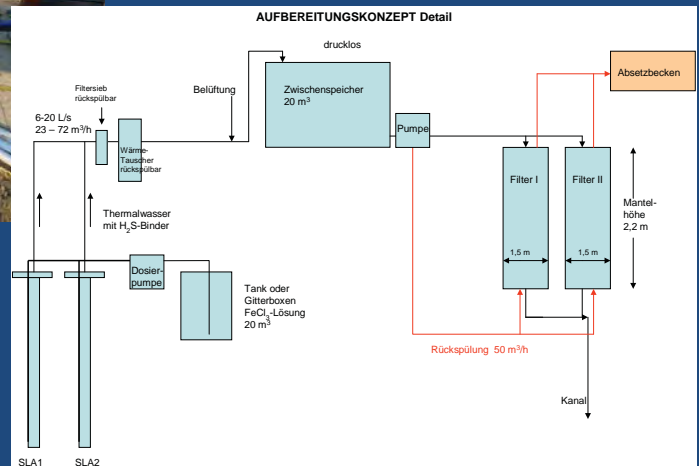 AUFBEREITUNGSKONZEPT Detail
drucklos
Filtersieb
rückspülbar
Belüftung
Zwischenspeicher
20 m³
Absetzbecken
6-20 L/s
23 – 72 m³/h
Pumpe
Wärme-
Tauscher
rückspülbar
Filter I
Filter II
Mantel-
höhe
2,2 m
Thermalwasser
mit H₂S-Binder
1,5 m
1,5 m
Dosier-
pumpe
Tank oder
Gitterboxen
FeCl₃-Lösung
20 m³
Rückspülung 50 m³/h
Kanal
SLA1
SLA2